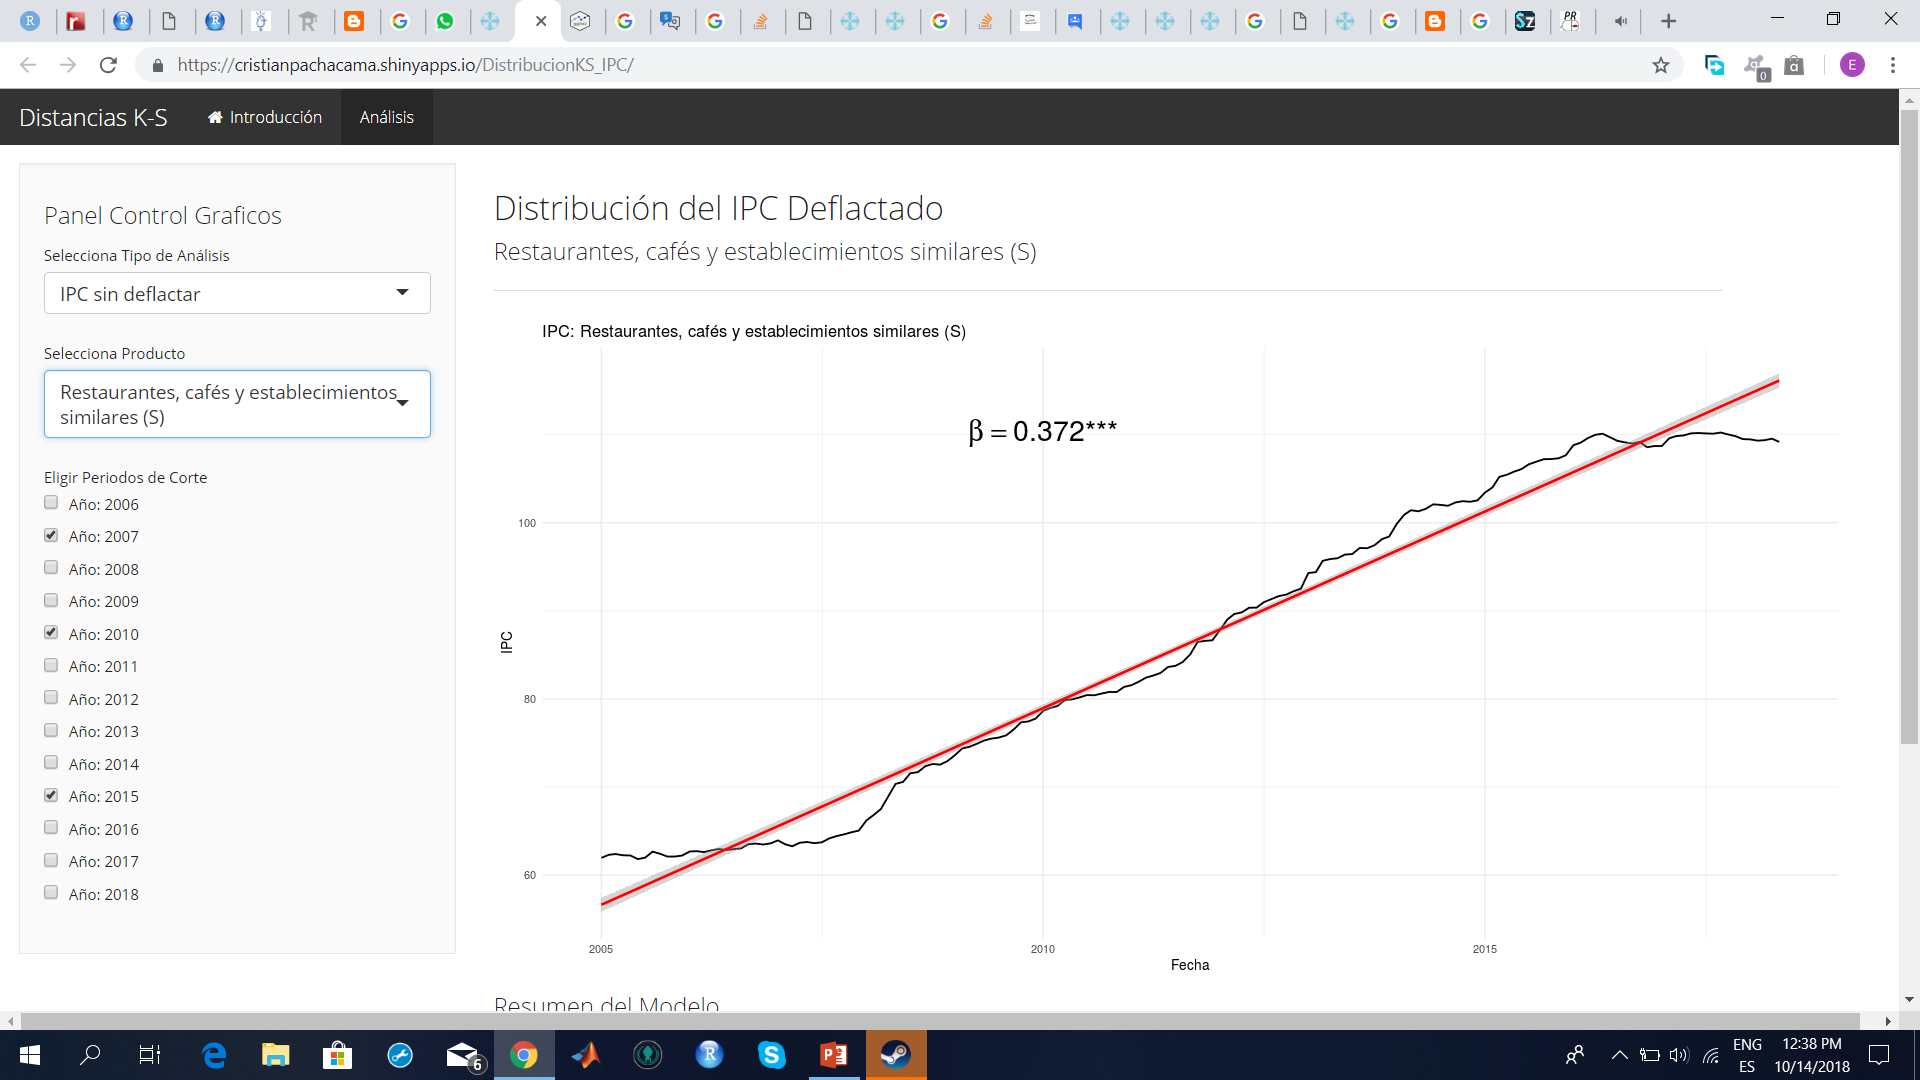 https://cristianpachacama.shinyapps.io/DistribucionKS_IPC/
0
E
Distancias K-S
Introducción
Análisis
Panel Control Graficos
Selecciona Tipo de Análisis
IPC sin deflactar
Selecciona Producto
Restaurantes, cafés y establecimientos
similares (S)
Eligir Periodos de Corte
Año: 2006
Año: 2007
Año: 2008
Año: 2009
Año: 2010
Año: 2011
Año: 2012
Año: 2013
Año: 2014
Año: 2015
Año: 2016
Año: 2017
Año: 2018
Distribución del IPC Deflactado
Restaurantes, cafés y establecimientos similares (S)
IPC: Restaurantes, cafés y establecimientos similares (S)
β = 0.372***
100
80
60
IPC
2005
2010
2015
Fecha
Resumen del Modelo
6
ENG
ES
12:38 PM
10/14/2018